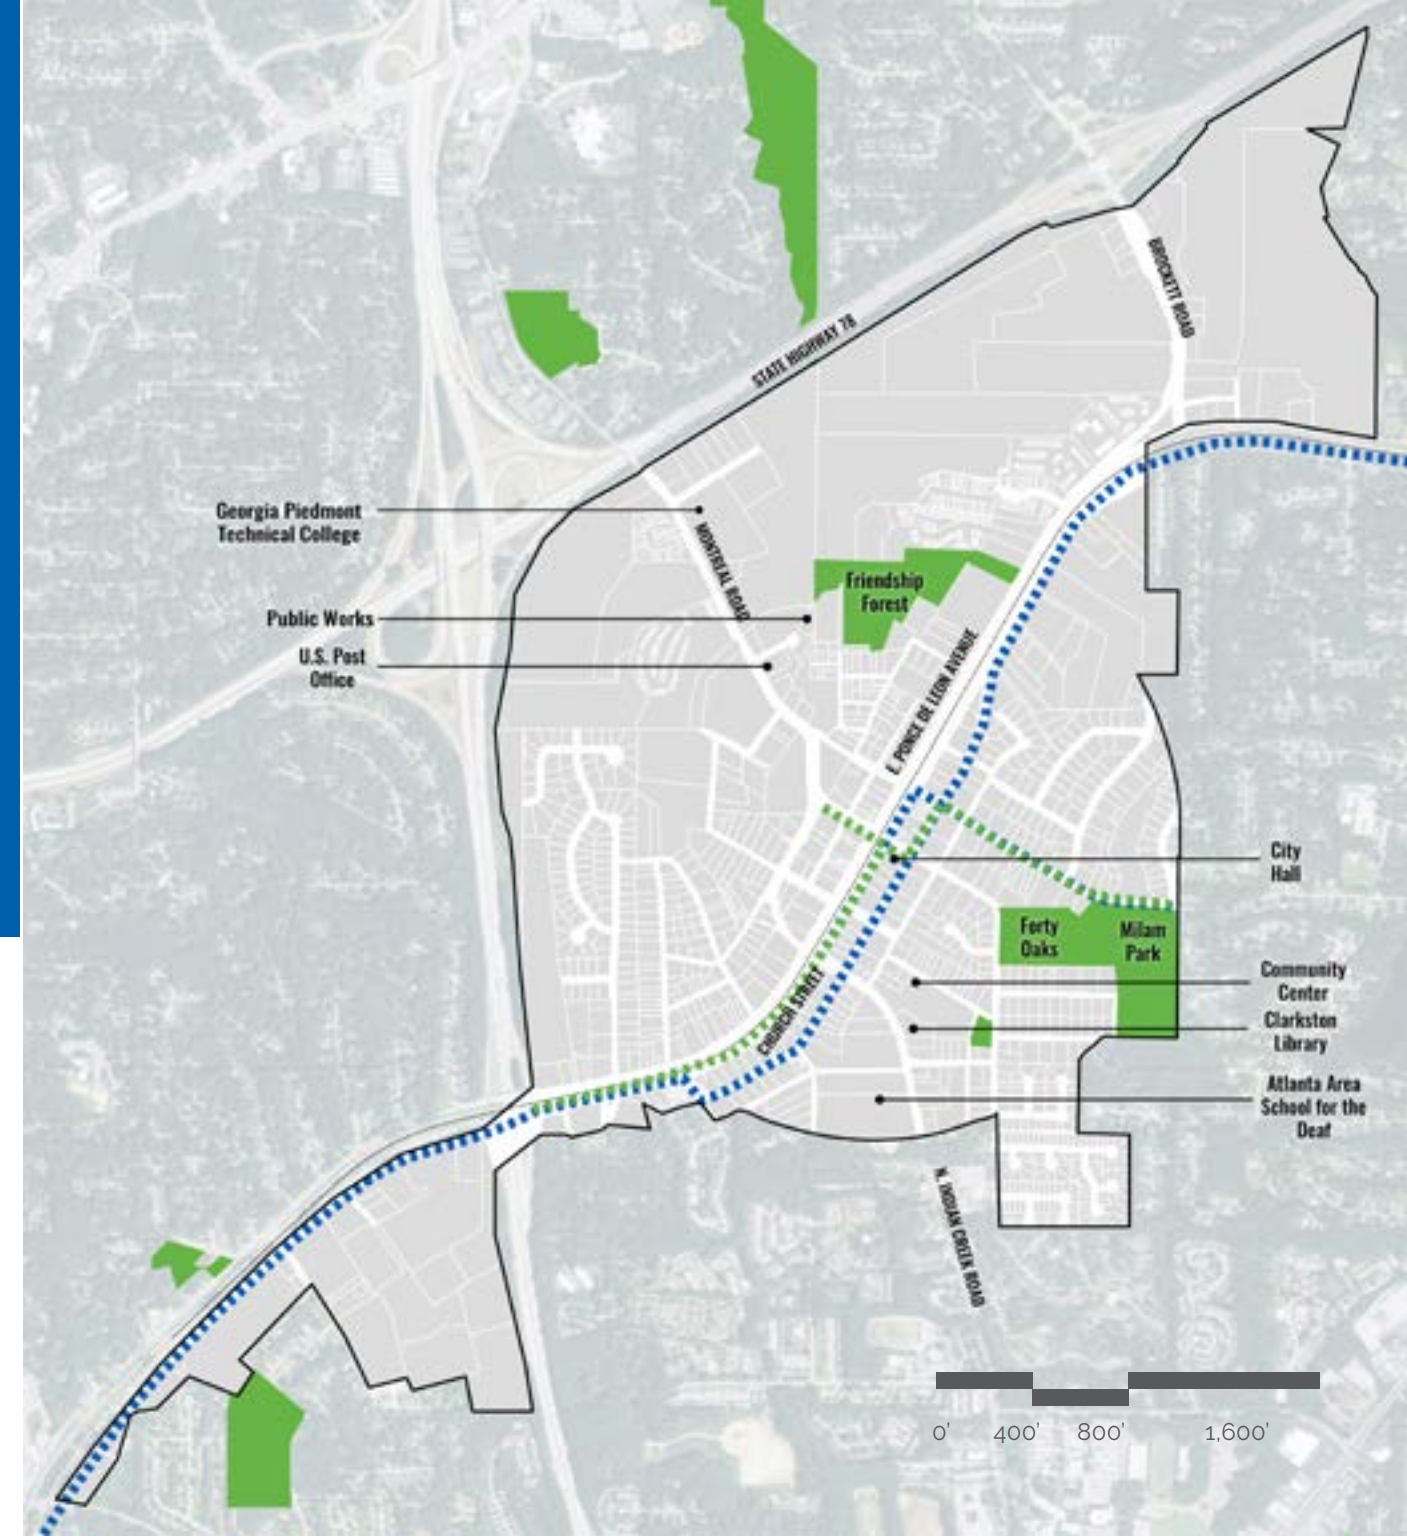 BROCKETT ROAD
STATE HIGHWAY 78
Georgia Piedmont
Technical College
MONTREAL ROAD
Friendship
Forest
Public Works
U.S. Post
Office
E. PONCE DE LEON AVENUE
City
Hall
Forty
Oaks
Milam
Park
Community
Center
CHURCH STREET
Clarkston
Library
Atlanta Area
School for the
Deaf
N. INDIAN CREEK ROAD
0' 400' 800' 1,600'